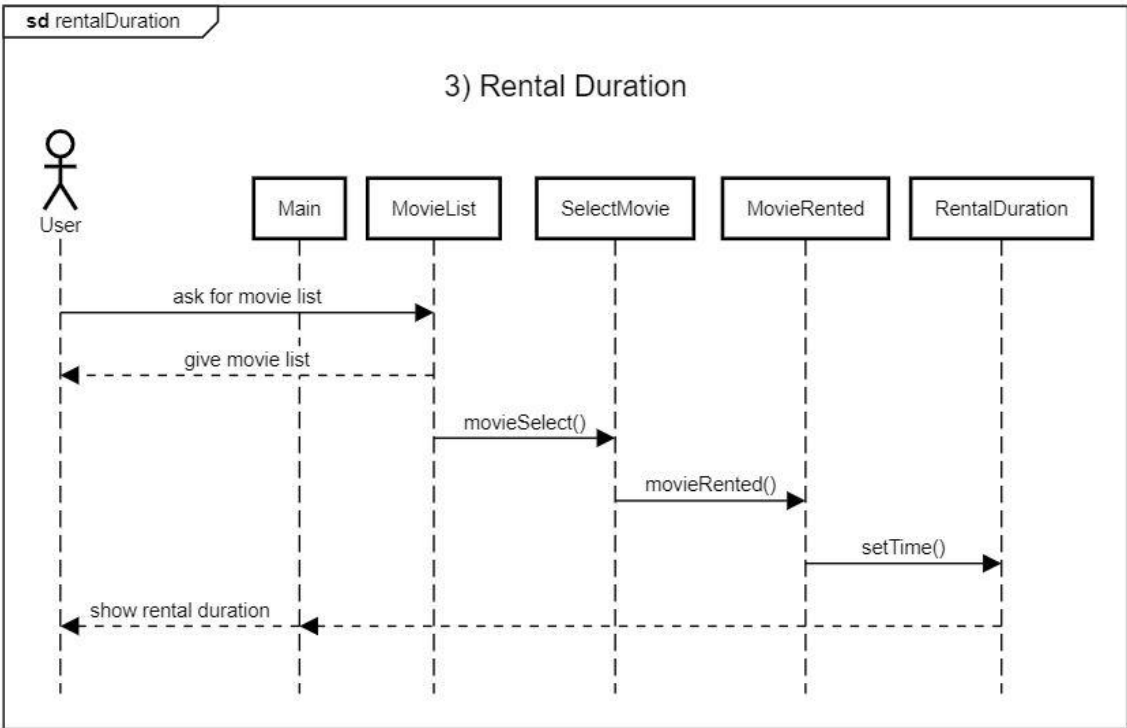 sd rentalDuration
3) Rental Duration
User
Main
MovieList
SelectMovie
MovieRented
RentalDuration
ask for movie list
give movie list
movieSelect()
movieRented()
setTime()
show rental duration